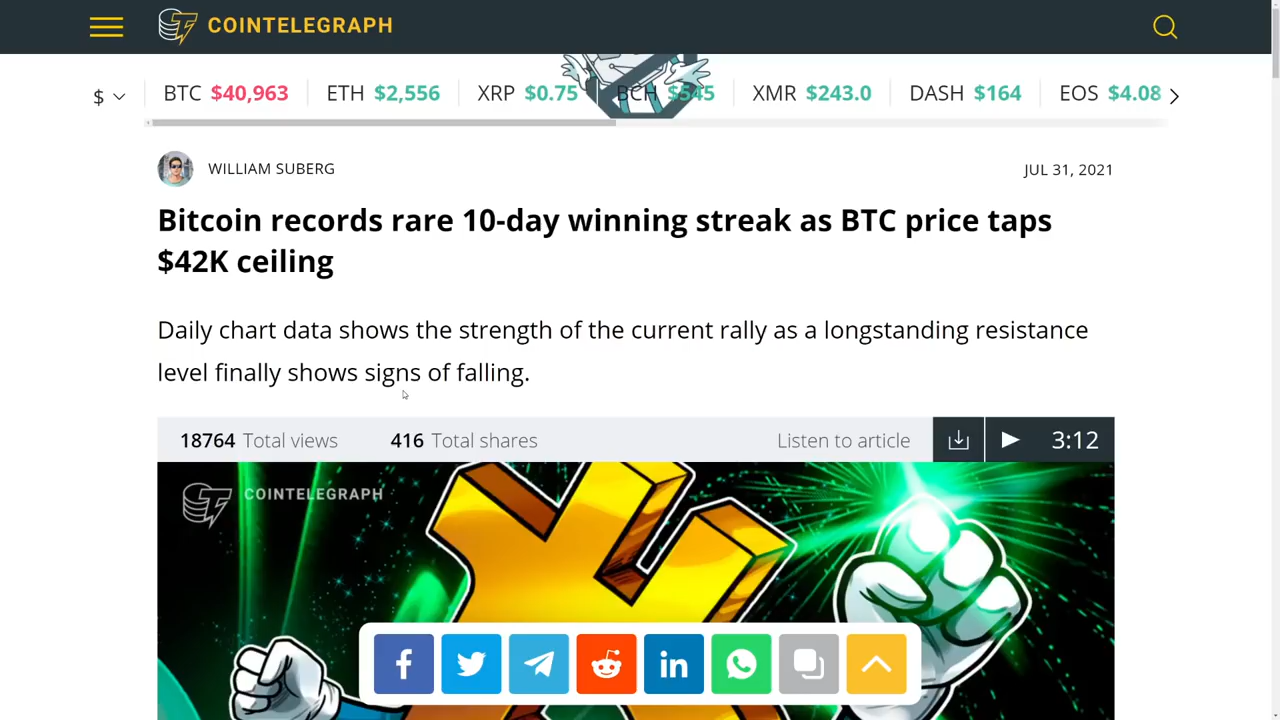 COINTELEGRAPH
$ BTC $40,963 ETH $2,556 XRP $0.75 BCH $545 XMR $243.0 DASH $164 EOS $4.08
WILLIAM SUBERG JUL 31, 2021
Bitcoin records rare 10-day winning streak as BTC price taps
$42K ceiling
Daily chart data shows the strength of the current rally as a longstanding resistance
level finally shows signs of falling.
18764 Total views 416 Total shares Listen to article 3:12
COINTELEGRAPH